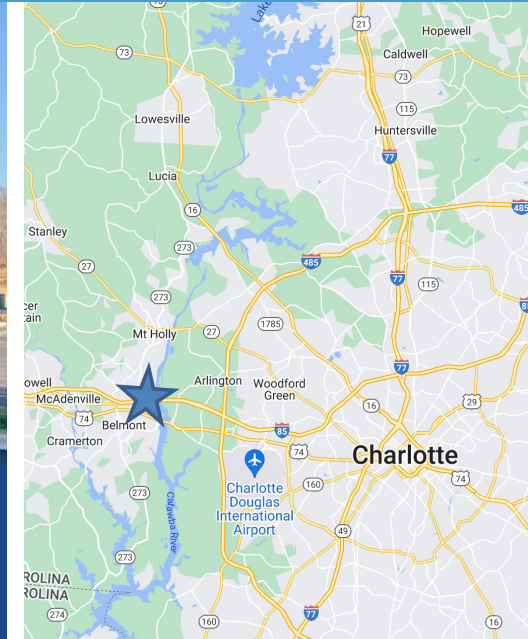 Lake
21
Hopewell
Caldwell
73
73
115
Lowesville
Huntersville
77
Lucia
16
485
Stanley
273
485
27
77
115
273
1785
Mt Holly
27
77
McAdenville
Arlington
Woodford
Green
16
29
74
Belmont
85
74
Cramerton
Charlotte
74
Charlotte
Douglas
International
Airport
160
273
Catawba River
49
273
ROLINA
ROLINA
274
77
160
16